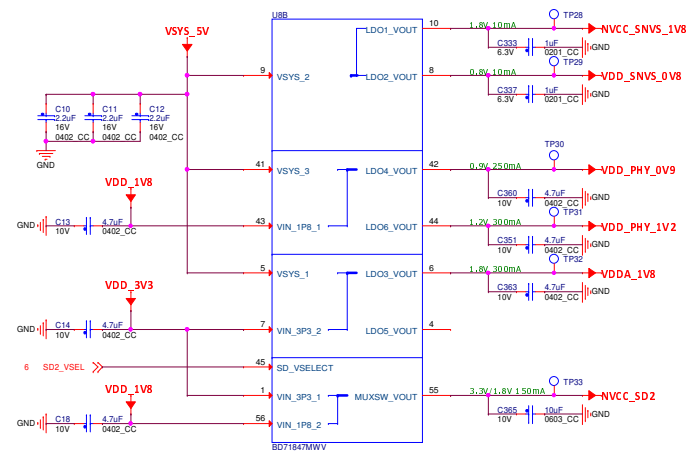 U8B
VSYS_5V
10
LDO1_VOUT
1.8V 10mA
TP28
NVCC_SNVS_1V8
C333
6.3V
1uF
0201_CC
GND
TP29
9
VSYS_2
8
LDO2_VOUT
0.8V 10mA
VDD_SNVS_0V8
C337
6.3V
1uF
0201_CC
GND
C10
2.2uF
16V
0402_CC
C11
2.2uF
16V
0402_CC
C12
2.2uF
16V
0402_CC
GND
TP30
41
VSYS_3
42
LDO4_VOUT
0.9V 250mA
VDD_PHY_0V9
C360
10V
4.7uF
0402_CC
GND
VDD_1V8
TP31
GND
C13
10V
4.7uF
0402_CC
43
VIN_1P8_1
44
LDO6_VOUT
1.2V 300mA
VDD_PHY_1V2
C351
10V
4.7uF
0402_CC
GND
TP32
5
VSYS_1
6
LDO3_VOUT
1.8V 300mA
VDDA_1V8
C363
10V
4.7uF
0402_CC
GND
VDD_3V3
GND
C14
10V
4.7uF
0402_CC
7
VIN_3P3_2
4
LDO5_VOUT
6
SD2_VSEL
45
SD_VSELECT
VDD_1V8
TP33
1
VIN_3P3_1
55
MUXSW_VOUT
3.3V/1.8V 150mA
NVCC_SD2
C365
10V
10uF
0603_CC
GND
GND
C18
10V
4.7uF
0402_CC
56
VIN_1P8_2
BD71847MWV